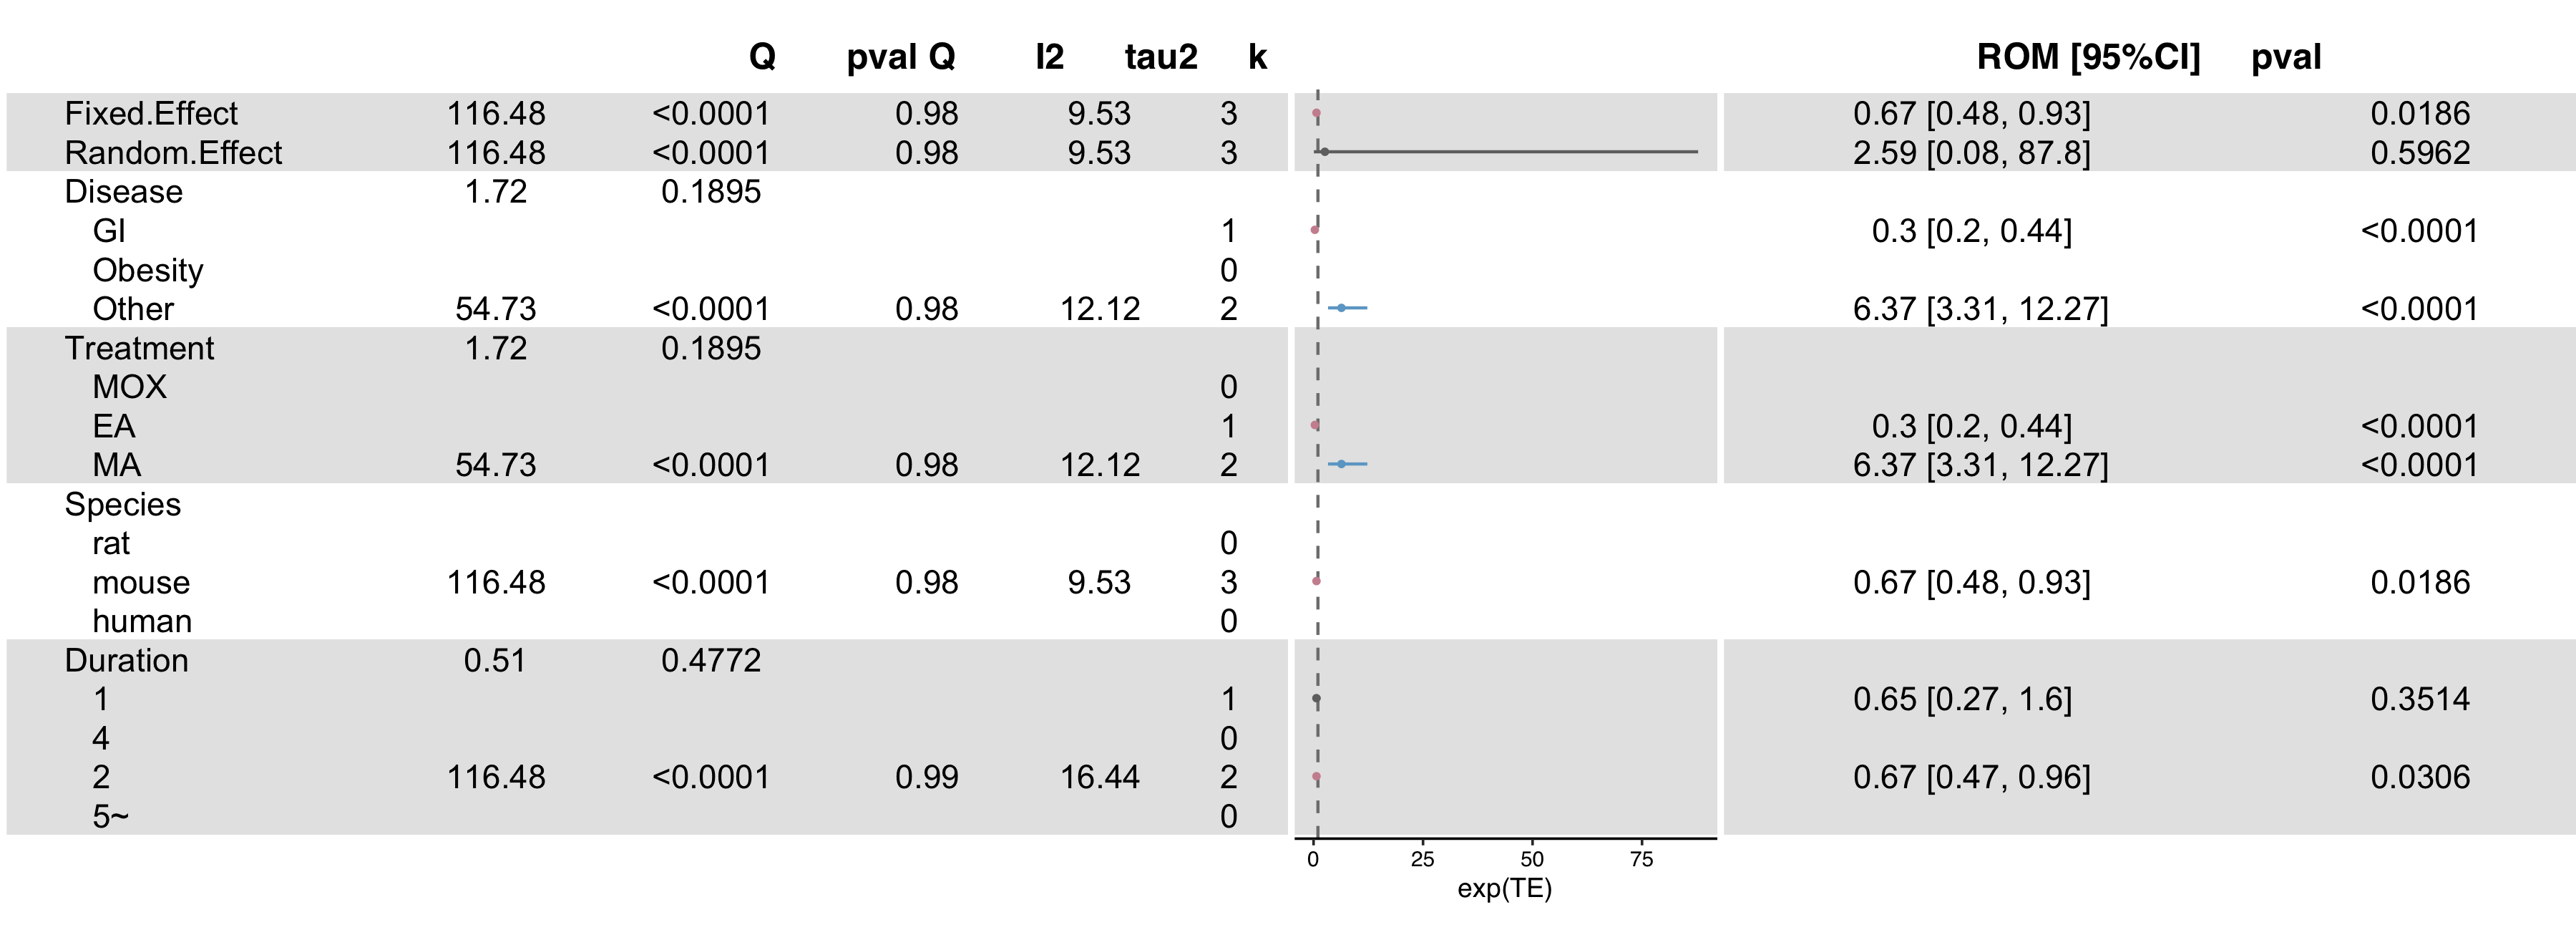 Q pval Q I2 tau2 k ROM [95%CI] pval
Fixed.Effect 116.48 <0.0001 0.98 9.53 3 0.67 [0.48, 0.93] 0.0186
Random.Effect 116.48 <0.0001 0.98 9.53 3 2.59 [0.08, 87.8] 0.5962
Disease 1.72 0.1895
GI 1 0.3 [0.2, 0.44] <0.0001
Obesity 0
Other 54.73 <0.0001 0.98 12.12 2 6.37 [3.31, 12.27] <0.0001
Treatment 1.72 0.1895
MOX 0
EA 1 0.3 [0.2, 0.44] <0.0001
MA 54.73 <0.0001 0.98 12.12 2 6.37 [3.31, 12.27] <0.0001
Species
rat 0
mouse 116.48 <0.0001 0.98 9.53 3 0.67 [0.48, 0.93] 0.0186
human 0
Duration 0.51 0.4772
1 1 0.65 [0.27, 1.6] 0.3514
4 0
2 116.48 <0.0001 0.99 16.44 2 0.67 [0.47, 0.96] 0.0306
5~ 0
0 25 50 75
exp(TE)